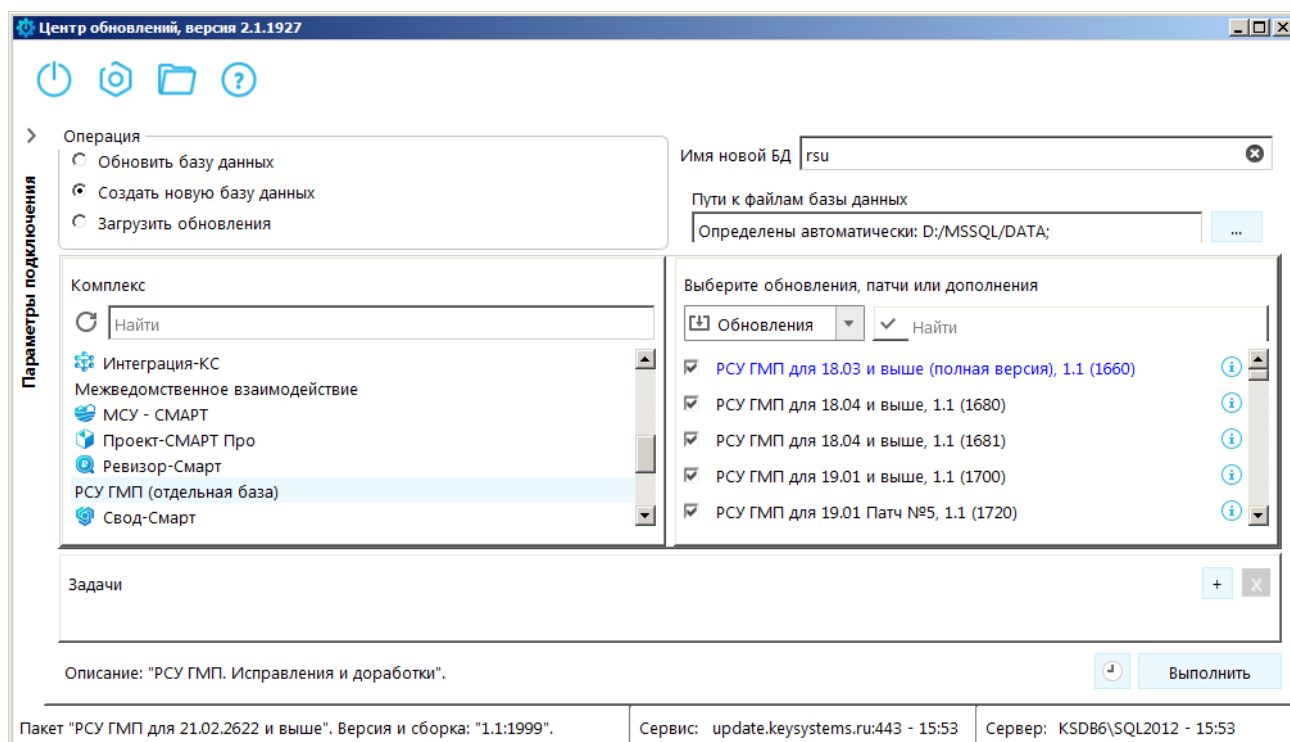 Центр обновлений, версия 2.1.1927
Параметры подключения
Операция
Обновить базу данных
Создать новую базу данных
Загрузить обновления
Имя новой БД rsu
Пути к файлам базы данных
Определены автоматически: D:/MSSQL/DATA;
...
Комплекс
Найти
Интеграция-КС
Межведомственное взаимодействие
МСУ - СМАРТ
Проект-СМАРТ Про
Ревизор-Смарт
РСУ ГМП (отдельная база)
Свод-Смарт
Выберите обновления, патчи или дополнения
Обновления Найти
РСУ ГМП для 18.03 и выше (полная версия), 1.1 (1660)
РСУ ГМП для 18.04 и выше, 1.1 (1680)
РСУ ГМП для 18.04 и выше, 1.1 (1681)
РСУ ГМП для 19.01 и выше, 1.1 (1700)
РСУ ГМП для 19.01 Патч №5, 1.1 (1720)
Задачи
+ X
Описание: "РСУ ГМП. Исправления и доработки".
Выполнить
Пакет "РСУ ГМП для 21.02.2622 и выше". Версия и сборка: "1.1:1999".
Сервис: update.keysystems.ru:443 - 15:53
Сервер: KSDB6\SQL2012 - 15:53